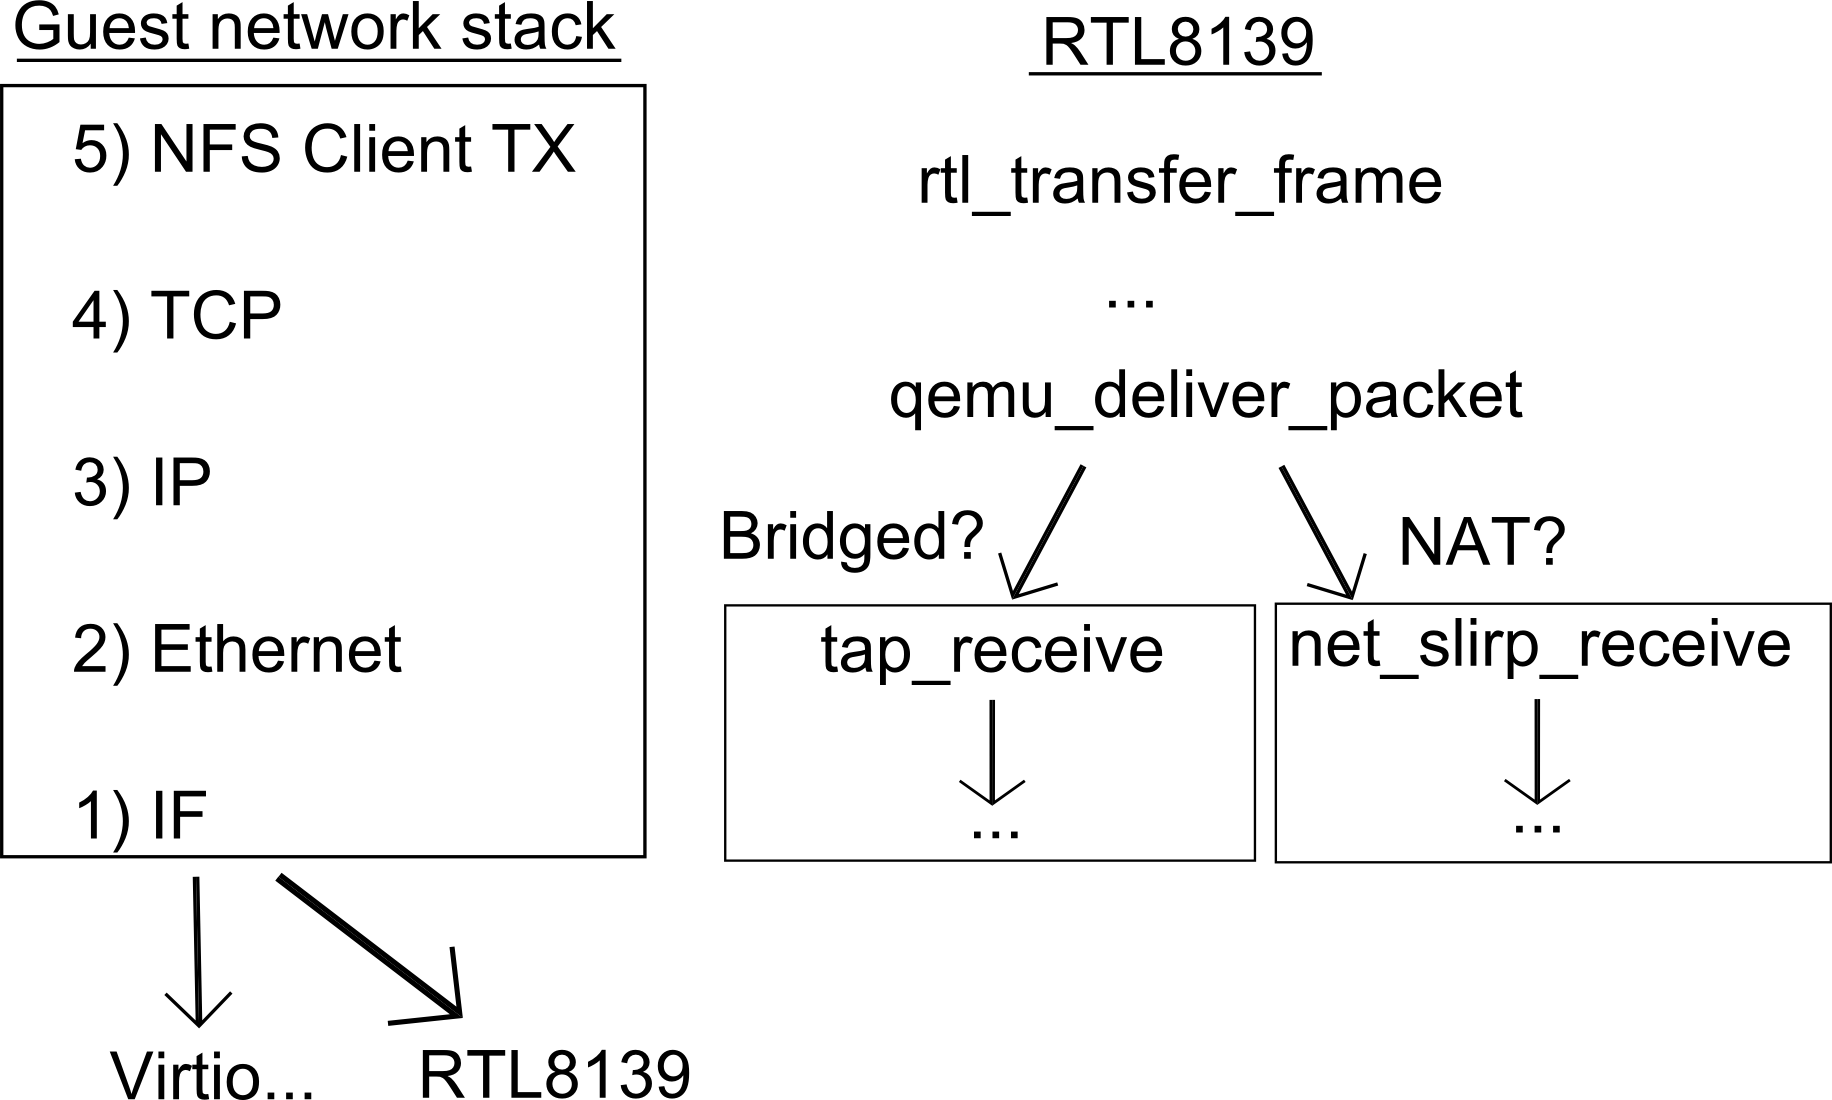 Guest network stack
5) NFS Client TX
4) TCP
3) IP
2) Ethernet
1) IF
Virtio...
RTL8139
RTL8139
rtl_transfer_frame
...
qemu_deliver_packet
Bridged?
NAT?
tap_receive
...
net_slirp_receive
...